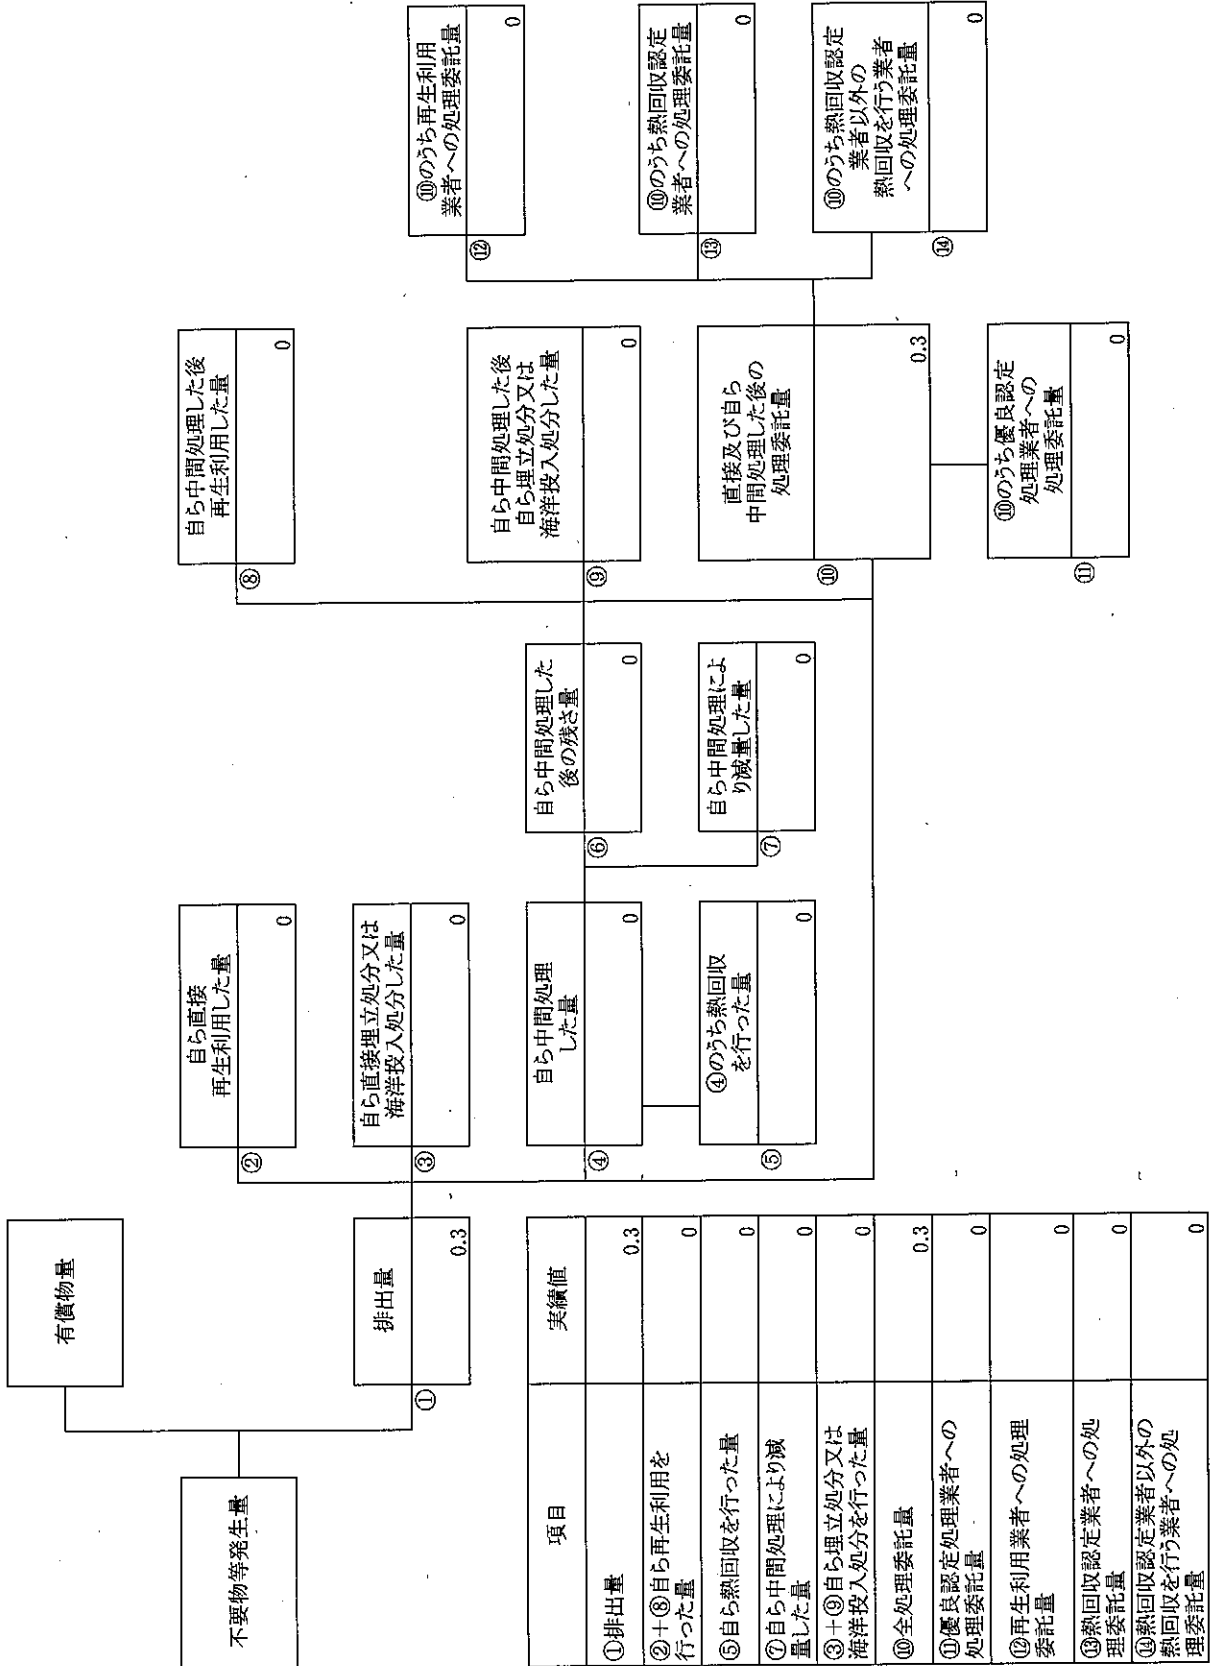 不要物等発生量
有償物量
①
排出量
0.3
②
自ら直接
再生利用した量
0
③
自ら直接埋立処分又は
海洋投入処分した量
0
④
自ら中間処理
した量
0
⑤
④のうち熱回収
を行った量
0
⑥
自ら中間処理した
後の残さ量
0
⑦
自ら中間処理によ
り減量した量
0
⑧
自ら中間処理した後
再生利用した量
0
⑨
自ら中間処理した後
自ら埋立処分又は
海洋投入処分した量
0
⑩
直接及び自ら
中間処理した後の
処理委託量
0.3
⑪
⑩のうち優良認定
処理業者への
処理委託量
0
⑫
⑩のうち再生利用
業者への処理委託量
0
⑬
⑩のうち熱回収認定
業者への処理委託量
0
⑭
⑩のうち熱回収認定
業者以外の
熱回収を行う業者
への処理委託量
0
項目 実績値
①排出量 0.3
②+⑧自ら再生利用を
行った量 0
⑤自ら熱回収を行った量 0
⑦自ら中間処理により減
量した量 0
③+⑨自ら埋立処分又は
海洋投入処分を行った量 0
⑩全処理委託量 0.3
⑪優良認定処理業者への
処理委託量 0
⑫再生利用業者への処理
委託量 0
⑬熱回収認定業者への処
理委託量 0
⑭熱回収認定業者以外の
熱回収を行う業者への処
理委託量 0